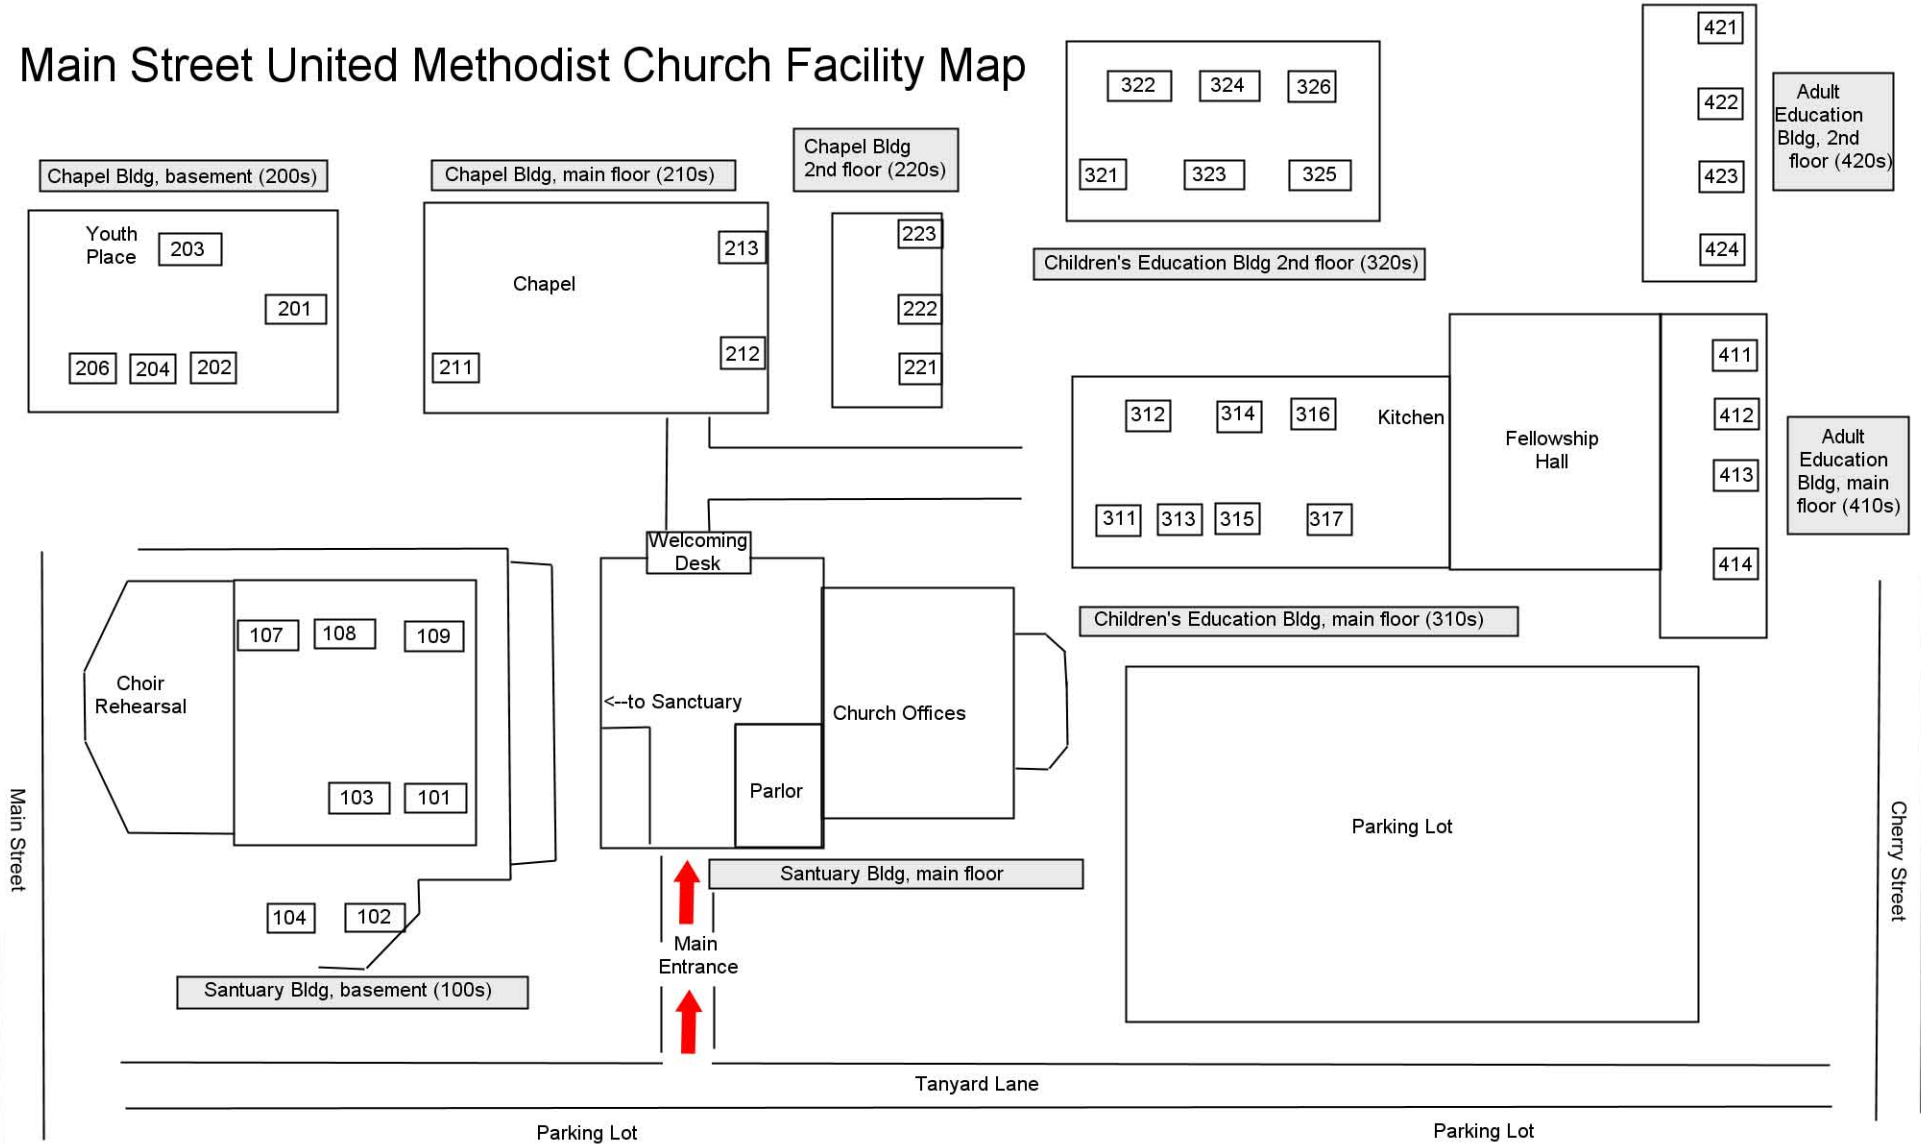 Main Street United Methodist Church Facility Map
Chapel Bldg, basement (200s)
Youth
Place
203
201
206
204
202
Chapel Bldg, main floor (210s)
213
Chapel
212
211
Chapel Bldg
2nd floor (220s)
223
222
221
322
324
326
321
323
325
Children's Education Bldg 2nd floor (320s)
421
422
423
424
Adult
Education
Bldg, 2nd
floor (420s)
312
314
316
Kitchen
311
313
315
317
Fellowship
Hall
411
412
413
414
Adult
Education
Bldg, main
floor (410s)
Children's Education Bldg, main floor (310s)
Welcoming
Desk
<--to Sanctuary
Church Offices
Parlor
Santuary Bldg, main floor
Main
Entrance
107
108
109
Choir
Rehearsal
103
101
104
102
Santuary Bldg, basement (100s)
Main Street
Parking Lot
Cherry Street
Tanyard Lane
Parking Lot
Parking Lot